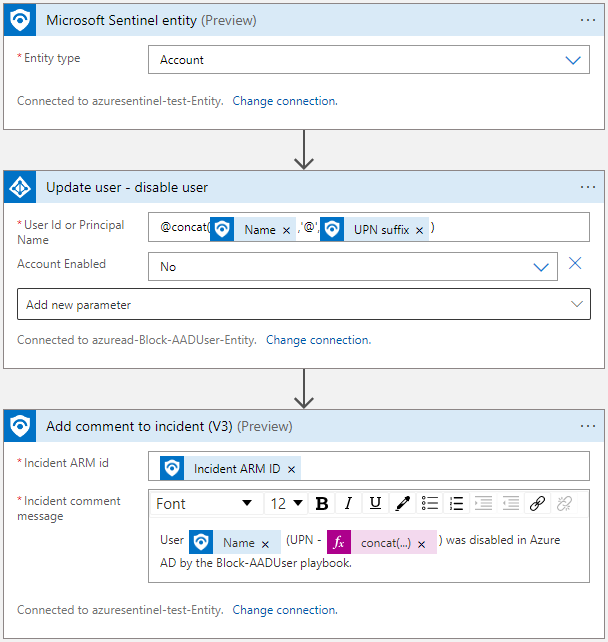 Microsoft Sentinel entity (Preview) ...
* Entity type
Account
Connected to azuresentinel-test-Entity. Change connection.
Update user - disable user ...
* User Id or Principal Name
@concat( Name × ,'@', UPN suffix × )
Account Enabled
No
Add new parameter
Connected to azuread-Block-AADUser-Entity. Change connection.
Add comment to incident (V3) (Preview) ...
* Incident ARM id
Incident ARM ID ×
* Incident comment message
Font 12 B I U
User Name × (UPN - fx concat(...) × ) was disabled in Azure
AD by the Block-AADUser playbook.
Connected to azuresentinel-test-Entity. Change connection.